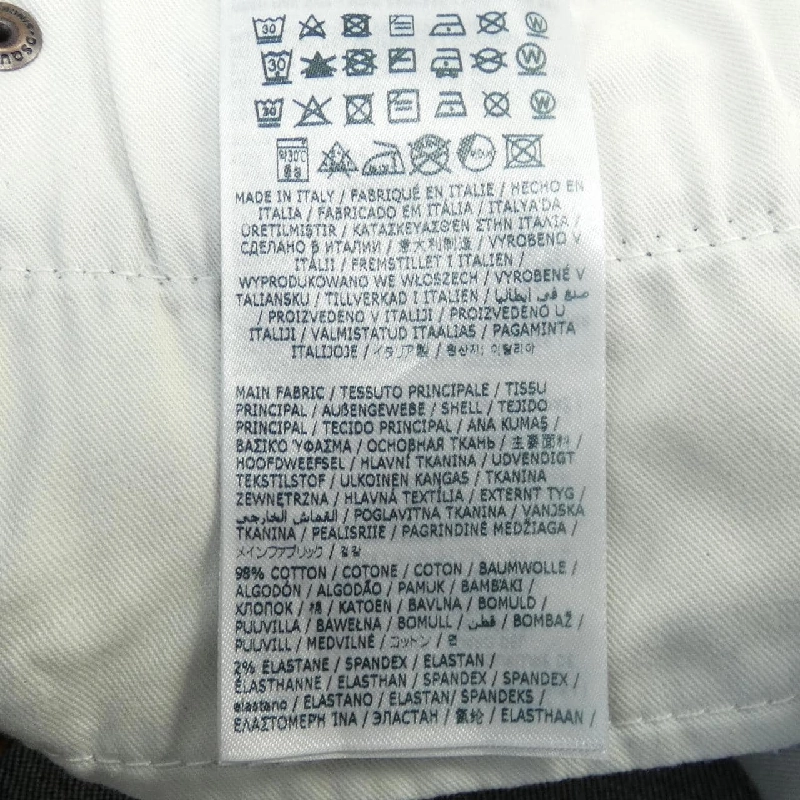 30 W
30 W
30 W
约30℃
MADE IN ITALY / FABRIQUÉ EN ITALIE / HECHO EN
ITALIA / FABRICADO EM ITÁLIA / ITALYA'DA
ÜRETILMIŞTIR / ΚΑΤΑΣΚΕΥΑΣΘΕΝ ΣΤΗΝ ΙΤΑΛΙΑ /
СДЕЛАНО В ИТАЛИИ / 意大利制造 / VYROBENO V
ITÁLII / FREMSTILLET I ITALIEN /
WYPRODUKOWANO WE WŁOSZECH / VYROBENÉ V
TALIANSKU / TILLVERKAD I ITALIEN / صنع في ايطاليا
/ PROIZVEDENO V ITALIJI / PROIZVEDENO U
ITALIJI / VALMISTATUD ITAALIAS / PAGAMINTA
ITALIJOJE / イタリア製 / 원산지: 이탈리아
MAIN FABRIC / TESSUTO PRINCIPALE / TISSU
PRINCIPAL / AUßENGEWEBE / SHELL / TEJIDO
PRINCIPAL / TECIDO PRINCIPAL / ANA KUMAŞ /
ΒΑΣΙΚΟ ΎΦΑΣΜΑ / ОСНОВНАЯ ТКАНЬ / 主要面料 /
HOOFDWEEFSEL / HLAVNÍ TKANINA / UDVENDIGT
TEKSTILSTOF / ULKOINEN KANGAS / TKANINA
ZEWNĘTRZNA / HLAVNÁ TEXTÍLIA / EXTERNT TYG /
القماش الخارجي / POGLAVITNA TKANINA / VANJSKA
TKANINA / PEALISRIIE / PAGRINDINĖ MEDŽIAGA /
メインファブリック / 겉감
98% COTTON / COTONE / COTON / BAUMWOLLE /
ALGODÓN / ALGODÃO / PAMUK / ΒΑΜΒΑΚΙ /
ХЛОПОК / 棉 / KATOEN / BAVLNA / BOMULD /
PUUVILLA / BAWEŁNA / BOMULL / قطن / BOMBAŽ /
PUUVILL / MEDVILNĖ / コットン / 면
2% ELASTANE / SPANDEX / ELASTAN /
ÉLASTHANNE / ELASTHAN / SPANDEX / SPANDEX /
elastano / ELASTANO / ELASTAN/ SPANDEKS /
ΕΛΑΣΤΟΜΕΡΗ ΊΝΑ / ЭЛАСТАН / 氨纶 / ELASTHAAN /